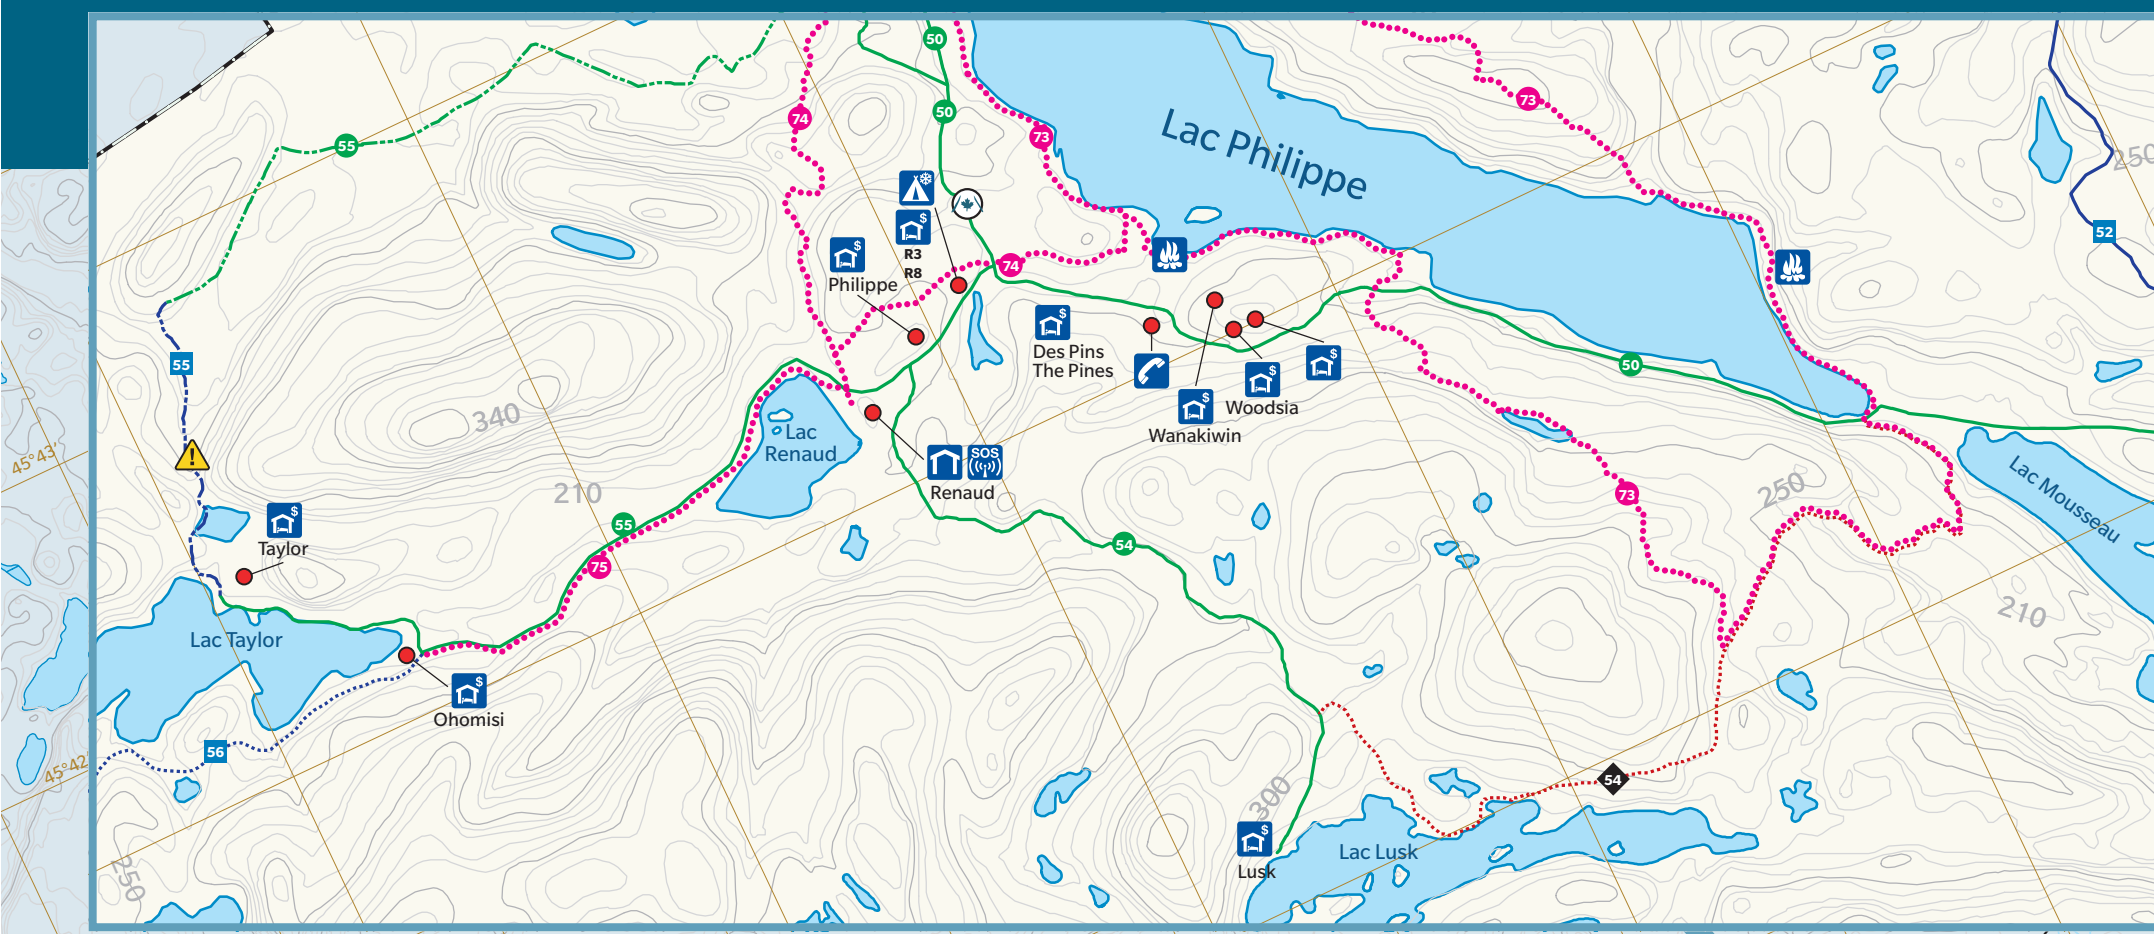 50
73
74
50
73
55
Lac Philippe
250
52
R3
R8
74
Philippe
55
Des Pins
The Pines
50
Woodsia
Wanakiwin
340
Lac
Renaud
45°43'
SOS
Renaud
210
73
250
Lac Mousseau
55
54
75
Taylor
210
Lac Taylor
Ohomisi
56
45°42'
54
300
Lac Lusk
Lusk
250